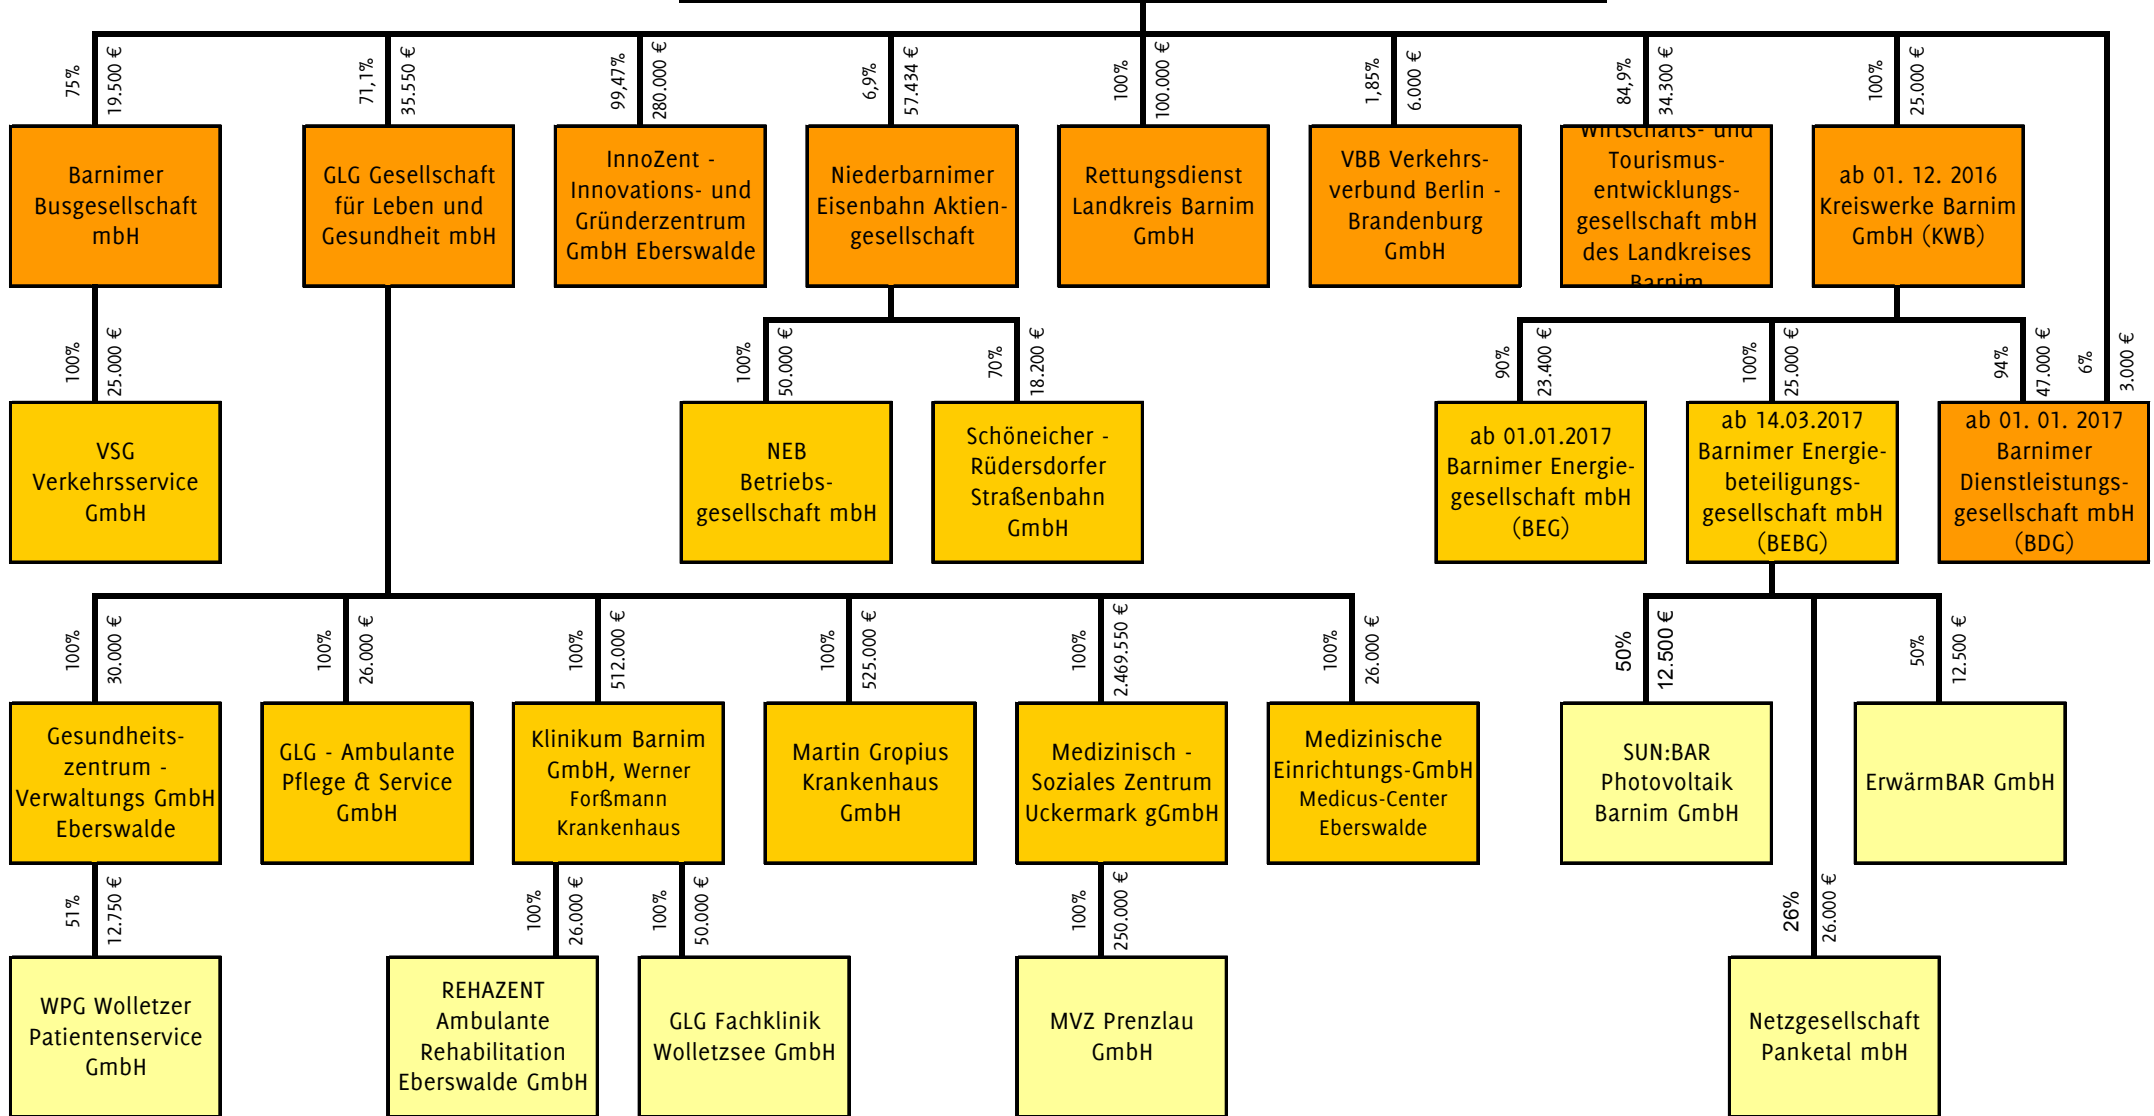 75%
19.500 €
71,1%
35.550 €
99,47%
280.000 €
6,9%
57.434 €
100%
100.000 €
1,85%
6.000 €
84,9%
34.300 €
100%
25.000 €
Barnimer
Busgesellschaft
mbH
GLG Gesellschaft
für Leben und
Gesundheit mbH
InnoZent -
Innovations- und
Gründerzentrum
GmbH Eberswalde
Niederbarnimer
Eisenbahn Aktien-
gesellschaft
Rettungsdienst
Landkreis Barnim
GmbH
VBB Verkehrs-
verbund Berlin -
Brandenburg
GmbH
Wirtschafts- und
Tourismus-
entwicklungs-
gesellschaft mbH
des Landkreises
Barnim
ab 01. 12. 2016
Kreiswerke Barnim
GmbH (KWB)
100%
25.000 €
100%
50.000 €
70%
18.200 €
90%
23.400 €
100%
25.000 €
94%
47.000 €
6%
3.000 €
VSG
Verkehrsservice
GmbH
NEB
Betriebs-
gesellschaft mbH
Schöneicher -
Rüdersdorfer
Straßenbahn
GmbH
ab 01.01.2017
Barnimer Energie-
gesellschaft mbH
(BEG)
ab 14.03.2017
Barnimer Energie-
beteiligungs-
gesellschaft mbH
(BEBG)
ab 01. 01. 2017
Barnimer
Dienstleistungs-
gesellschaft mbH
(BDG)
100%
30.000 €
100%
26.000 €
100%
512.000 €
100%
525.000 €
100%
2.469.550 €
100%
26.000 €
50%
12.500 €
50%
12.500 €
Gesundheits-
zentrum -
Verwaltungs GmbH
Eberswalde
GLG - Ambulante
Pflege & Service
GmbH
Klinikum Barnim
GmbH, Werner
Forßmann
Krankenhaus
Martin Gropius
Krankenhaus
GmbH
Medizinisch -
Soziales Zentrum
Uckermark gGmbH
Medizinische
Einrichtungs-GmbH
Medicus-Center
Eberswalde
SUN:BAR
Photovoltaik
Barnim GmbH
ErwärmBAR GmbH
51%
12.750 €
100%
26.000 €
100%
50.000 €
100%
250.000 €
26%
26.000 €
WPG Wolletzer
Patientenservice
GmbH
REHAZENT
Ambulante
Rehabilitation
Eberswalde GmbH
GLG Fachklinik
Wolletzsee GmbH
MVZ Prenzlau
GmbH
Netzgesellschaft
Panketal mbH